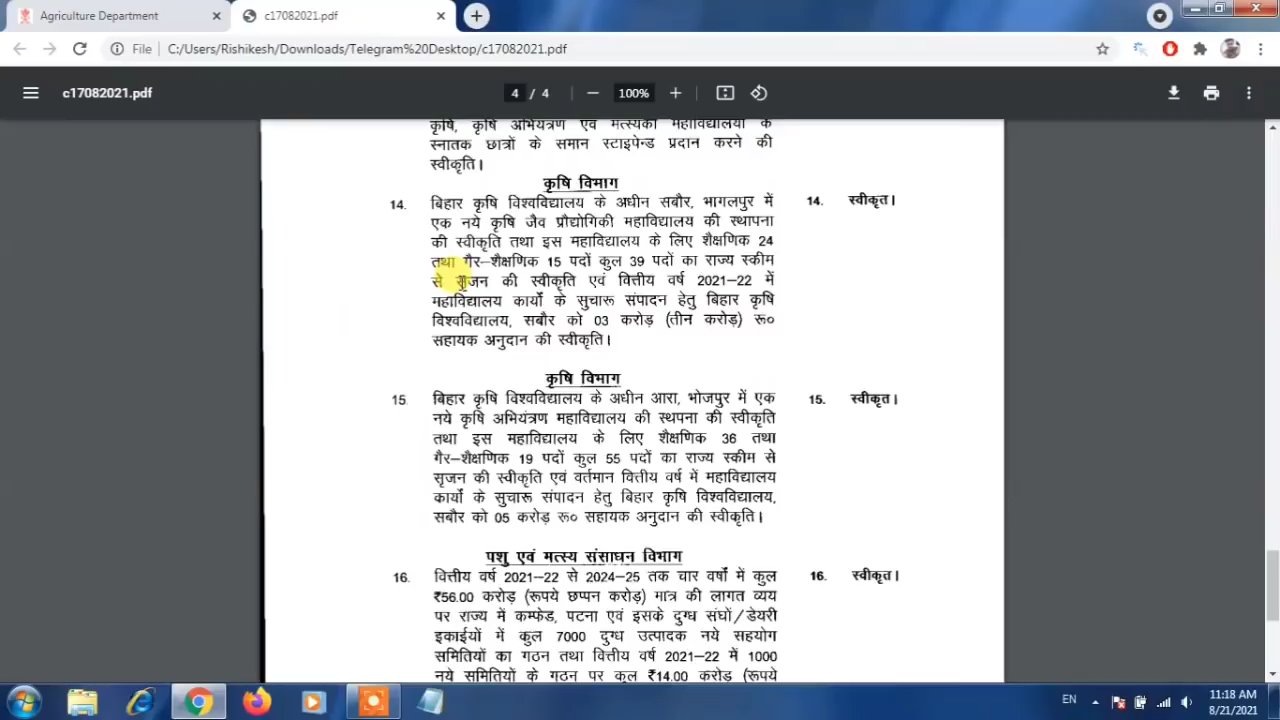 Agriculture Department
c17082021.pdf
File C:/Users/Rishikesh/Downloads/Telegram%20Desktop/c17082021.pdf
c17082021.pdf
4 / 4 100%
कृषि, कृषि अभियंत्रण एवं मत्स्यकी महाविद्यालयों के
स्नातक छात्रों के समान स्टाइपेन्ड प्रदान करने की
स्वीकृति।
कृषि विभाग
14. बिहार कृषि विश्वविद्यालय के अधीन सबौर, भागलपुर में 14. स्वीकृत।
एक नये कृषि जैव प्रौद्योगिकी महाविद्यालय की स्थापना
की स्वीकृति तथा इस महाविद्यालय के लिए शैक्षणिक 24
तथा गैर–शैक्षणिक 15 पदों कुल 39 पदों का राज्य स्कीम
से सृजन की स्वीकृति एवं वित्तीय वर्ष 2021–22 में
महाविद्यालय कार्यों के सुचारू संपादन हेतु बिहार कृषि
विश्वविद्यालय, सबौर को 03 करोड़ (तीन करोड़) रू०
सहायक अनुदान की स्वीकृति।
कृषि विभाग
15. बिहार कृषि विश्वविद्यालय के अधीन आरा, भोजपुर में एक 15. स्वीकृत।
नये कृषि अभियंत्रण महाविद्यालय की स्थपना की स्वीकृति
तथा इस महाविद्यालय के लिए शैक्षणिक 36 तथा
गैर–शैक्षणिक 19 पदों कुल 55 पदों का राज्य स्कीम से
सृजन की स्वीकृति एवं वर्तमान वित्तीय वर्ष में महाविद्यालय
कार्यों के सुचारू संपादन हेतु बिहार कृषि विश्वविद्यालय,
सबौर को 05 करोड़ रू० सहायक अनुदान की स्वीकृति।
पशु एवं मत्स्य संसाधन विभाग
16. वित्तीय वर्ष 2021–22 से 2024–25 तक चार वर्षों में कुल 16. स्वीकृत।
₹56.00 करोड़ (रूपये छप्पन करोड़) मात्र की लागत व्यय
पर राज्य में कम्फेड, पटना एवं इसके दुग्ध संघों/डेयरी
इकाईयों में कुल 7000 दुग्ध उत्पादक नये सहयोग
समितियों का गठन तथा वित्तीय वर्ष 2021–22 में 1000
नये समितियों के गठन पर कुल ₹14.00 करोड़ (रूपये
EN 11:18 AM
8/21/2021